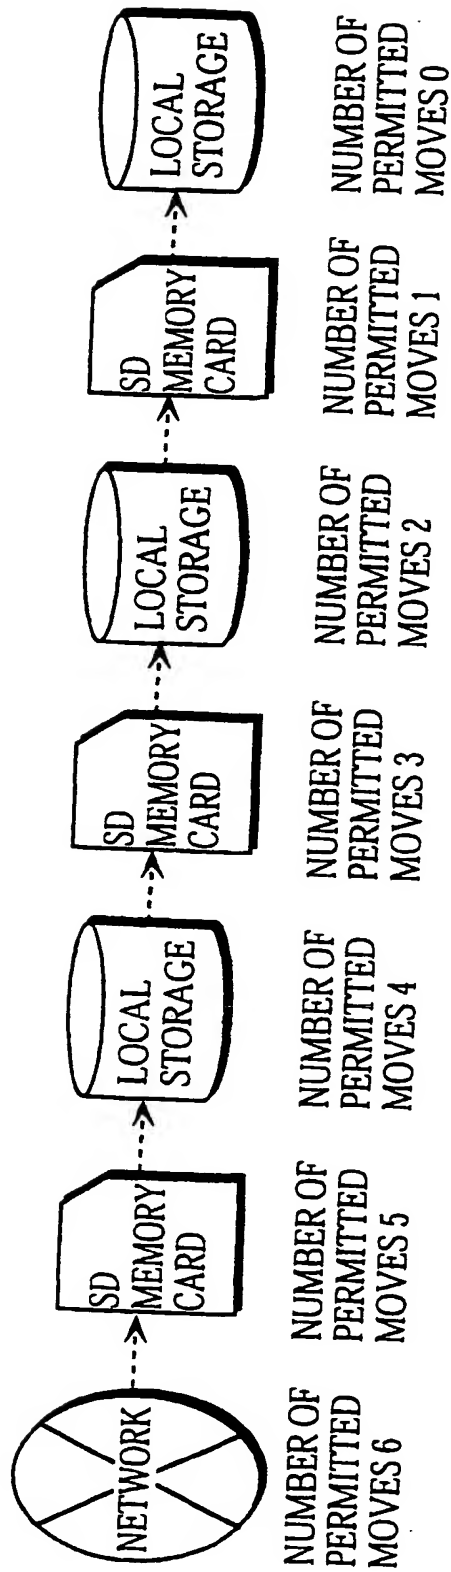 NETWORK
NUMBER OF
PERMITTED
MOVES 6
SD
MEMORY
CARD
NUMBER OF
PERMITTED
MOVES 5
LOCAL
STORAGE
NUMBER OF
PERMITTED
MOVES 4
SD
MEMORY
CARD
NUMBER OF
PERMITTED
MOVES 3
LOCAL
STORAGE
NUMBER OF
PERMITTED
MOVES 2
SD
MEMORY
CARD
NUMBER OF
PERMITTED
MOVES 1
LOCAL
STORAGE
NUMBER OF
PERMITTED
MOVES 0